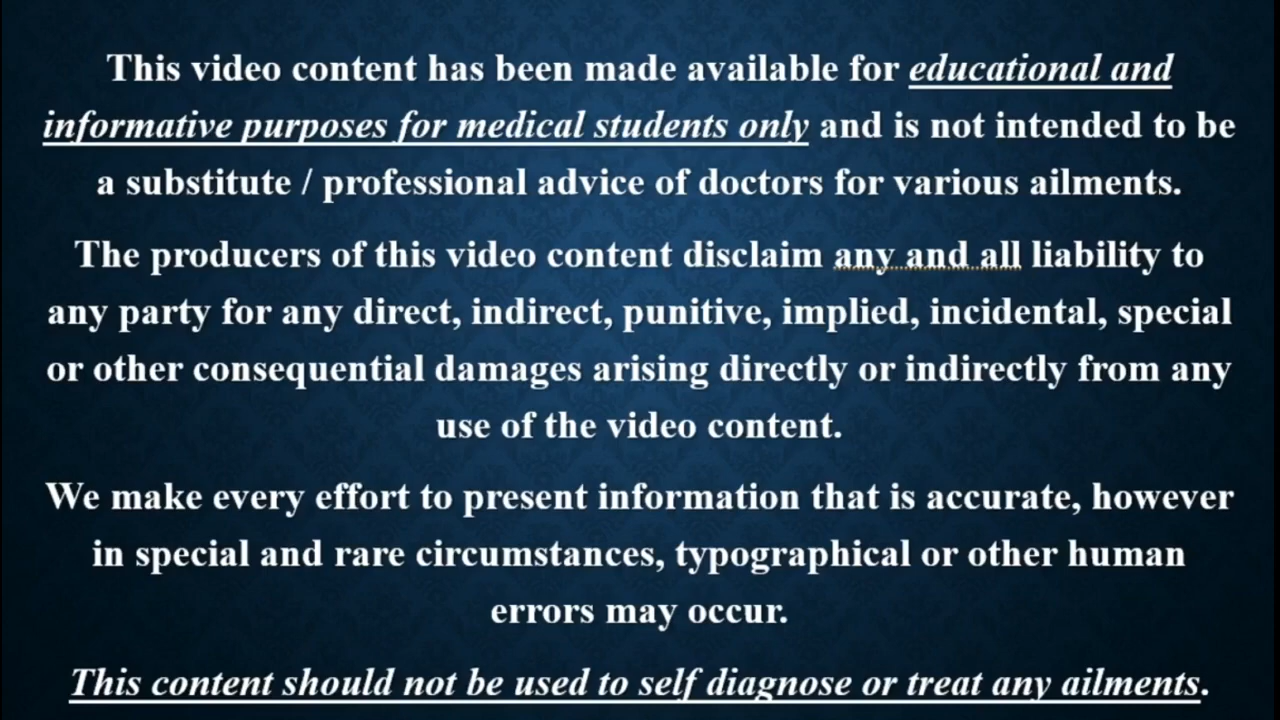 This video content has been made available for educational and
informative purposes for medical students only and is not intended to be
a substitute / professional advice of doctors for various ailments.
The producers of this video content disclaim any and all liability to
any party for any direct, indirect, punitive, implied, incidental, special
or other consequential damages arising directly or indirectly from any
use of the video content.
We make every effort to present information that is accurate, however
in special and rare circumstances, typographical or other human
errors may occur.
This content should not be used to self diagnose or treat any ailments.